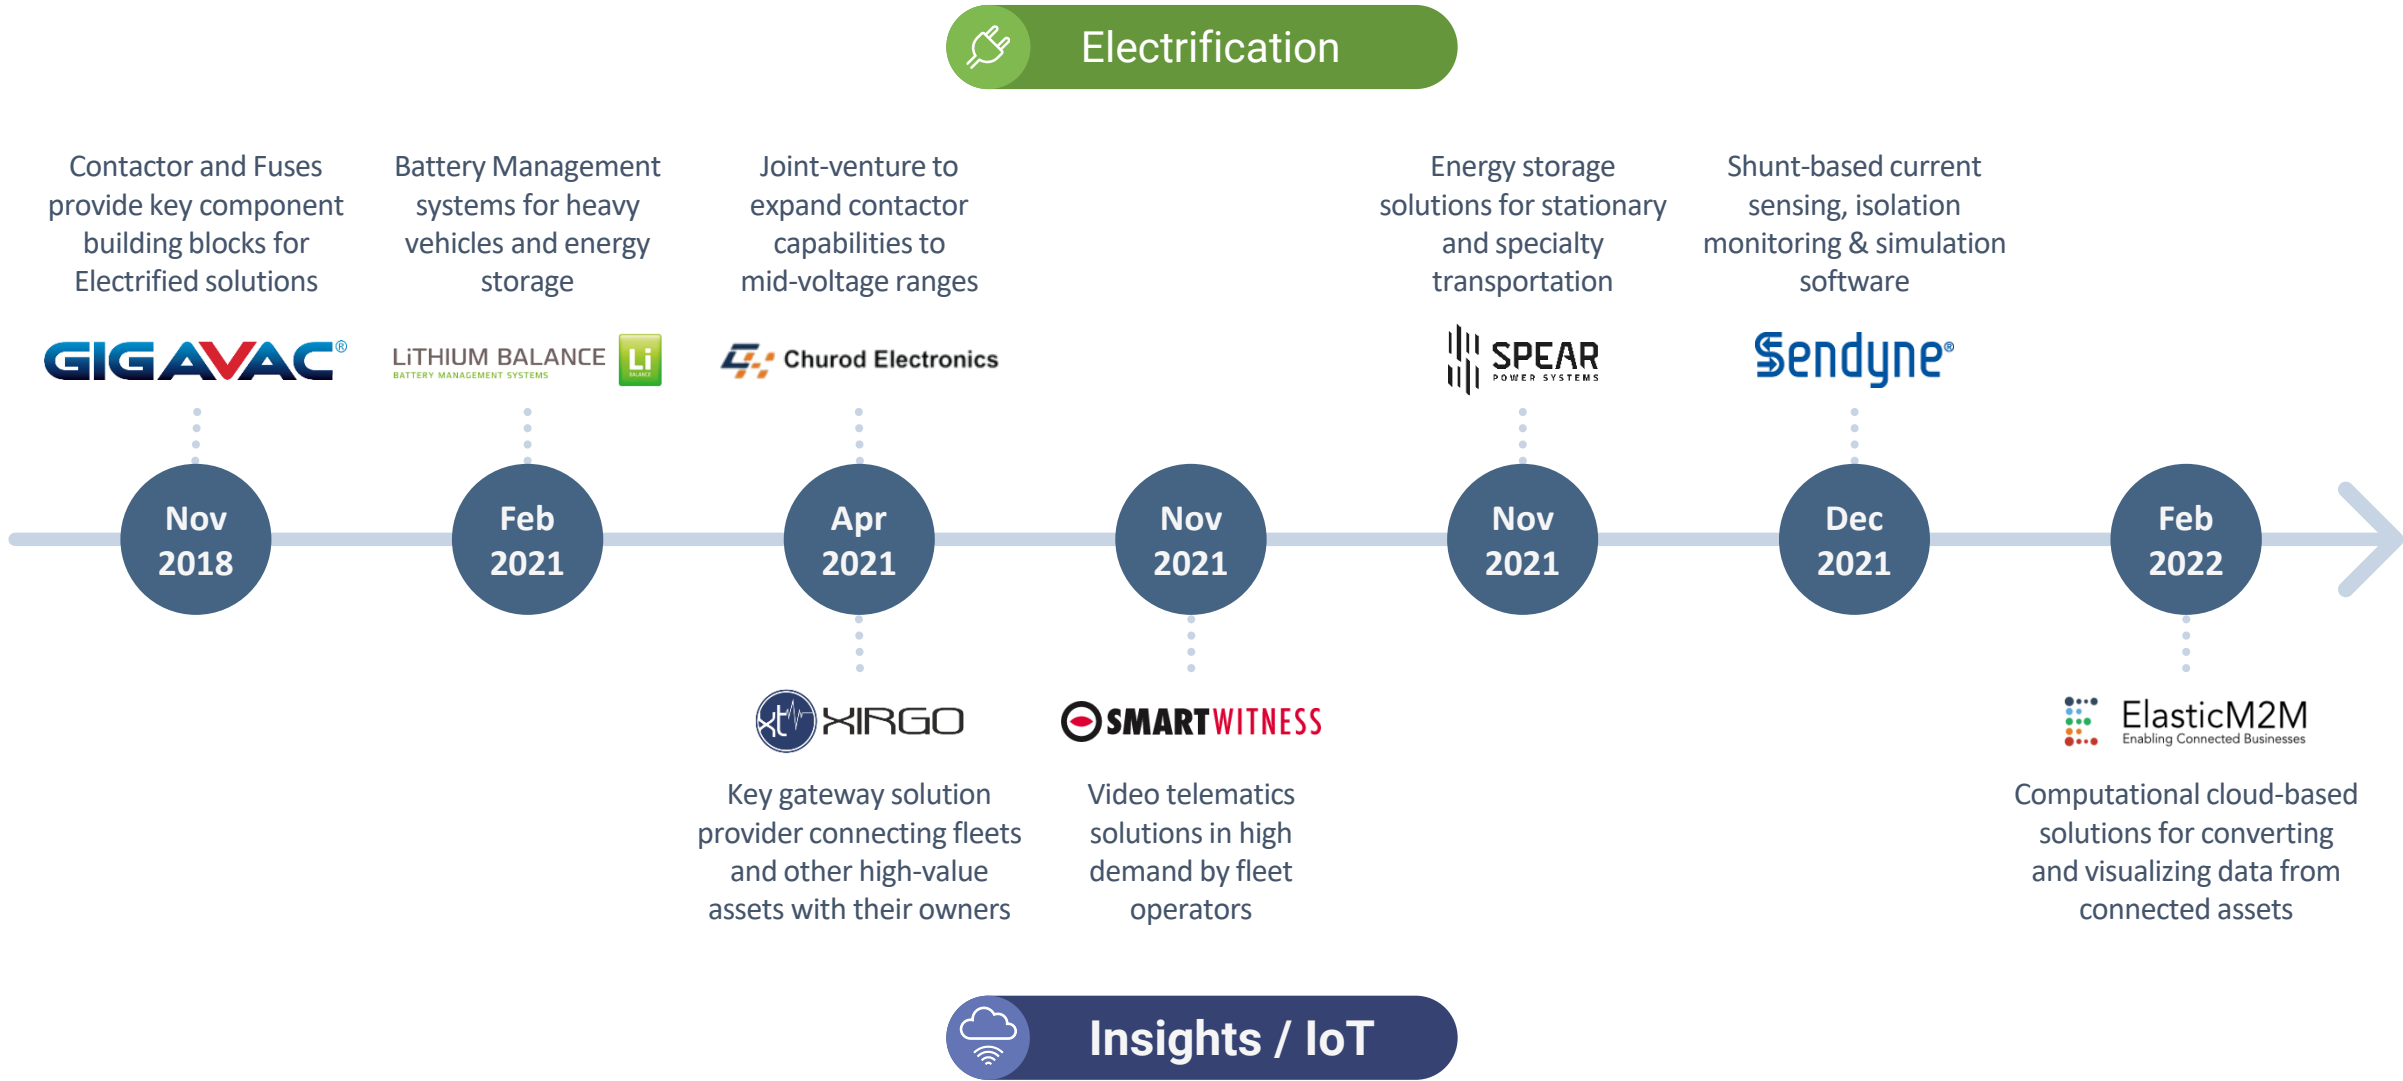 Electrification
Contactor and Fuses
provide key component
building blocks for
Electrified solutions
GIGAVAC®
Battery Management
systems for heavy
vehicles and energy
storage
LiTHIUM BALANCE
BATTERY MANAGEMENT SYSTEMS
Li
BALANCE
Joint-venture to
expand contactor
capabilities to
mid-voltage ranges
Churod Electronics
Energy storage
solutions for stationary
and specialty
transportation
SPEAR
POWER SYSTEMS
Shunt-based current
sensing, isolation
monitoring & simulation
software
Sendyne®
Nov
2018
Feb
2021
Apr
2021
Nov
2021
Nov
2021
Dec
2021
Feb
2022
xt XIRGO
Key gateway solution
provider connecting fleets
and other high-value
assets with their owners
SMARTWITNESS
Video telematics
solutions in high
demand by fleet
operators
ElasticM2M
Enabling Connected Businesses
Computational cloud-based
solutions for converting
and visualizing data from
connected assets
Insights / IoT